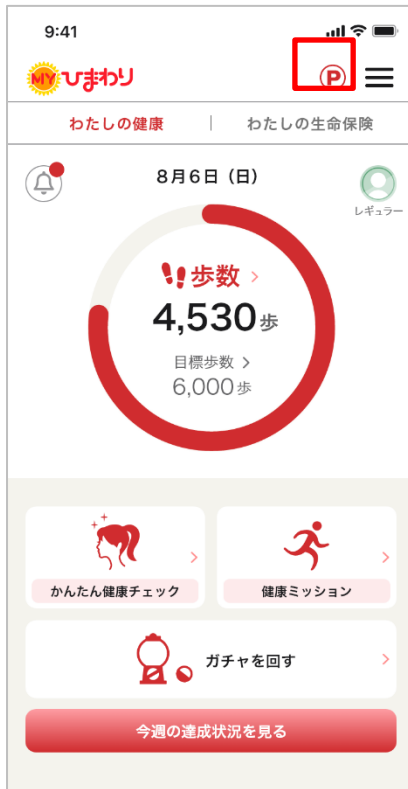 9:41
MYひまわり
P
わたしの健康 | わたしの生命保険
8月6日（日）
レギュラー
歩数 >
4,530歩
目標歩数 >
6,000歩
かんたん健康チェック >
健康ミッション >
ガチャを回す >
今週の達成状況を見る